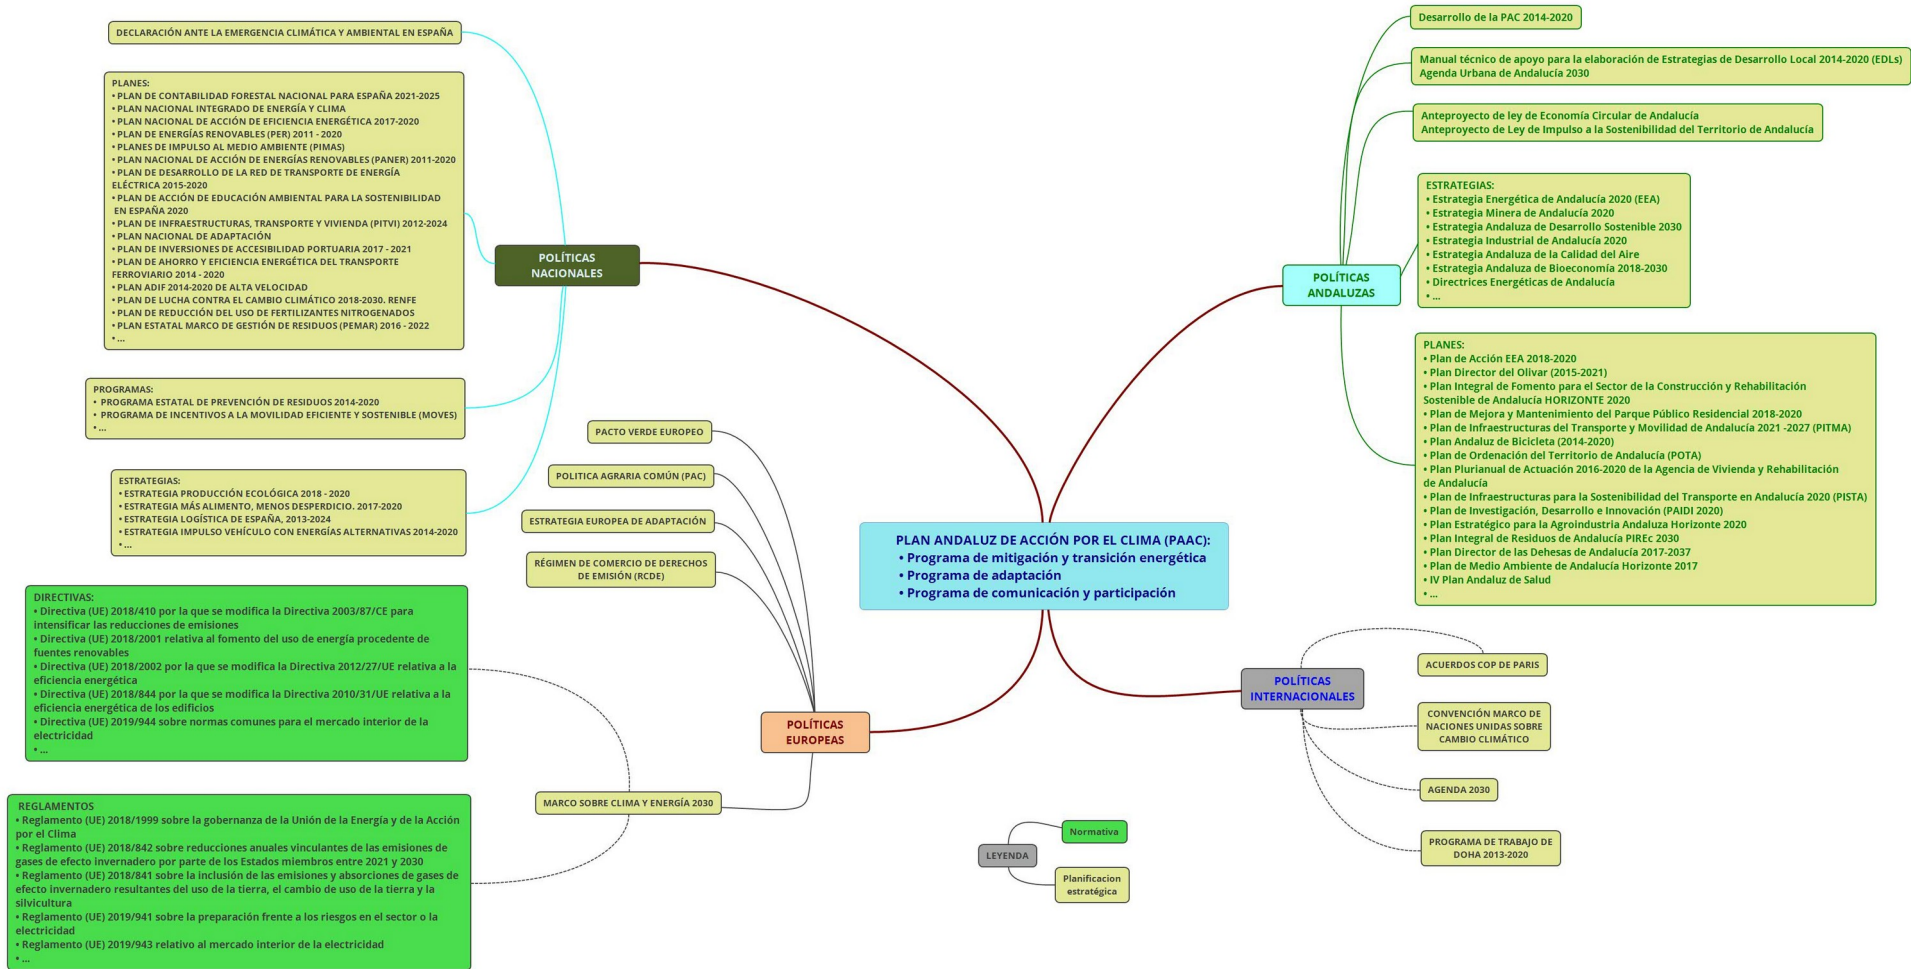 DECLARACIÓN ANTE LA EMERGENCIA CLIMÁTICA Y AMBIENTAL EN ESPAÑA
PLANES:
• PLAN DE CONTABILIDAD FORESTAL NACIONAL PARA ESPAÑA 2021-2025
• PLAN NACIONAL INTEGRADO DE ENERGÍA Y CLIMA
• PLAN NACIONAL DE ACCIÓN DE EFICIENCIA ENERGÉTICA 2017-2020
• PLAN DE ENERGÍAS RENOVABLES (PER) 2011 - 2020
• PLANES DE IMPULSO AL MEDIO AMBIENTE (PIMAS)
• PLAN NACIONAL DE ACCIÓN DE ENERGÍAS RENOVABLES (PANER) 2011-2020
• PLAN DE DESARROLLO DE LA RED DE TRANSPORTE DE ENERGÍA
ELÉCTRICA 2015-2020
• PLAN DE ACCIÓN DE EDUCACIÓN AMBIENTAL PARA LA SOSTENIBILIDAD
EN ESPAÑA 2020
• PLAN DE INFRAESTRUCTURAS, TRANSPORTE Y VIVIENDA (PITVI) 2012-2024
• PLAN NACIONAL DE ADAPTACIÓN
• PLAN DE INVERSIONES DE ACCESIBILIDAD PORTUARIA 2017 - 2021
• PLAN DE AHORRO Y EFICIENCIA ENERGÉTICA DEL TRANSPORTE
FERROVIARIO 2014 - 2020
• PLAN ADIF 2014-2020 DE ALTA VELOCIDAD
• PLAN DE LUCHA CONTRA EL CAMBIO CLIMÁTICO 2018-2030. RENFE
• PLAN DE REDUCCIÓN DEL USO DE FERTILIZANTES NITROGENADOS
• PLAN ESTATAL MARCO DE GESTIÓN DE RESIDUOS (PEMAR) 2016 - 2022
• ...
PROGRAMAS:
• PROGRAMA ESTATAL DE PREVENCIÓN DE RESIDUOS 2014-2020
• PROGRAMA DE INCENTIVOS A LA MOVILIDAD EFICIENTE Y SOSTENIBLE (MOVES)
• ...
ESTRATEGIAS:
• ESTRATEGIA PRODUCCIÓN ECOLÓGICA 2018 - 2020
• ESTRATEGIA MÁS ALIMENTO, MENOS DESPERDICIO. 2017-2020
• ESTRATEGIA LOGÍSTICA DE ESPAÑA, 2013-2024
• ESTRATEGIA IMPULSO VEHÍCULO CON ENERGÍAS ALTERNATIVAS 2014-2020
• ...
POLÍTICAS
NACIONALES
PACTO VERDE EUROPEO
POLITICA AGRARIA COMÚN (PAC)
ESTRATEGIA EUROPEA DE ADAPTACIÓN
RÉGIMEN DE COMERCIO DE DERECHOS
DE EMISIÓN (RCDE)
DIRECTIVAS:
• Directiva (UE) 2018/410 por la que se modifica la Directiva 2003/87/CE para
intensificar las reducciones de emisiones
• Directiva (UE) 2018/2001 relativa al fomento del uso de energía procedente de
fuentes renovables
• Directiva (UE) 2018/2002 por la que se modifica la Directiva 2012/27/UE relativa a la
eficiencia energética
• Directiva (UE) 2018/844 por la que se modifica la Directiva 2010/31/UE relativa a la
eficiencia energética de los edificios
• Directiva (UE) 2019/944 sobre normas comunes para el mercado interior de la
electricidad
• ...
REGLAMENTOS
• Reglamento (UE) 2018/1999 sobre la gobernanza de la Unión de la Energía y de la Acción
por el Clima
• Reglamento (UE) 2018/842 sobre reducciones anuales vinculantes de las emisiones de
gases de efecto invernadero por parte de los Estados miembros entre 2021 y 2030
• Reglamento (UE) 2018/841 sobre la inclusión de las emisiones y absorciones de gases de
efecto invernadero resultantes del uso de la tierra, el cambio de uso de la tierra y la
silvicultura
• Reglamento (UE) 2019/941 sobre la preparación frente a los riesgos en el sector o la
electricidad
• Reglamento (UE) 2019/943 relativo al mercado interior de la electricidad
• ...
MARCO SOBRE CLIMA Y ENERGÍA 2030
POLÍTICAS
EUROPEAS
PLAN ANDALUZ DE ACCIÓN POR EL CLIMA (PAAC):
• Programa de mitigación y transición energética
• Programa de adaptación
• Programa de comunicación y participación
POLÍTICAS
ANDALUZAS
Desarrollo de la PAC 2014-2020
Manual técnico de apoyo para la elaboración de Estrategias de Desarrollo Local 2014-2020 (EDLs)
Agenda Urbana de Andalucía 2030
Anteproyecto de ley de Economía Circular de Andalucía
Anteproyecto de Ley de Impulso a la Sostenibilidad del Territorio de Andalucía
ESTRATEGIAS:
• Estrategia Energética de Andalucía 2020 (EEA)
• Estrategia Minera de Andalucía 2020
• Estrategia Andaluza de Desarrollo Sostenible 2030
• Estrategia Industrial de Andalucía 2020
• Estrategia Andaluza de la Calidad del Aire
• Estrategia Andaluza de Bioeconomía 2018-2030
• Directrices Energéticas de Andalucía
• ...
PLANES:
• Plan de Acción EEA 2018-2020
• Plan Director del Olivar (2015-2021)
• Plan Integral de Fomento para el Sector de la Construcción y Rehabilitación
Sostenible de Andalucía HORIZONTE 2020
• Plan de Mejora y Mantenimiento del Parque Público Residencial 2018-2020
• Plan de Infraestructuras del Transporte y Movilidad de Andalucía 2021 -2027 (PITMA)
• Plan Andaluz de Bicicleta (2014-2020)
• Plan de Ordenación del Territorio de Andalucía (POTA)
• Plan Plurianual de Actuación 2016-2020 de la Agencia de Vivienda y Rehabilitación
de Andalucía
• Plan de Infraestructuras para la Sostenibilidad del Transporte en Andalucía 2020 (PISTA)
• Plan de Investigación, Desarrollo e Innovación (PAIDI 2020)
• Plan Estratégico para la Agroindustria Andaluza Horizonte 2020
• Plan Integral de Residuos de Andalucía PIREc 2030
• Plan Director de las Dehesas de Andalucía 2017-2037
• Plan de Medio Ambiente de Andalucía Horizonte 2017
• IV Plan Andaluz de Salud
• ...
POLÍTICAS
INTERNACIONALES
ACUERDOS COP DE PARIS
CONVENCIÓN MARCO DE
NACIONES UNIDAS SOBRE
CAMBIO CLIMÁTICO
AGENDA 2030
PROGRAMA DE TRABAJO DE
DOHA 2013-2020
LEYENDA
Normativa
Planificacion
estratégica